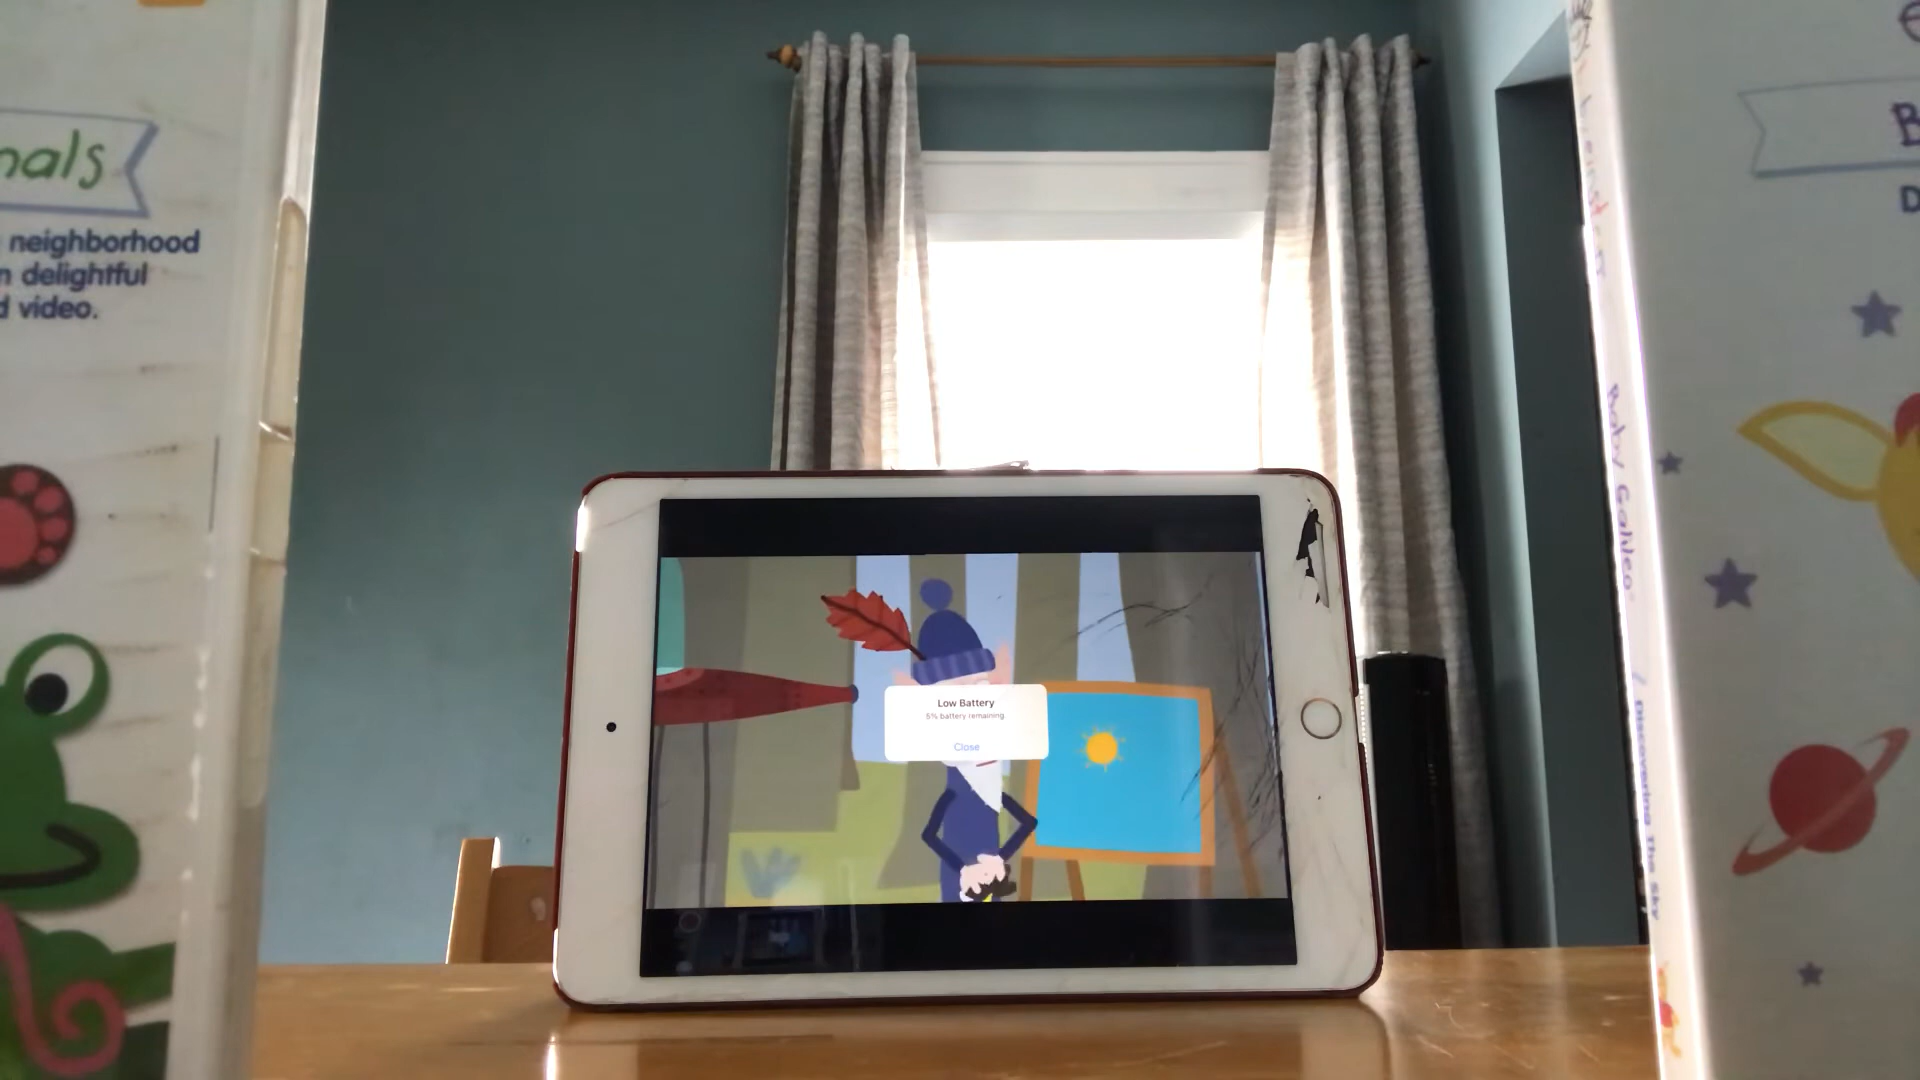 nals
neighborhood
n delightful
d video.
Low Battery
5% battery remaining.
Close
Baby Galileo
Discovering The Sky
B
D